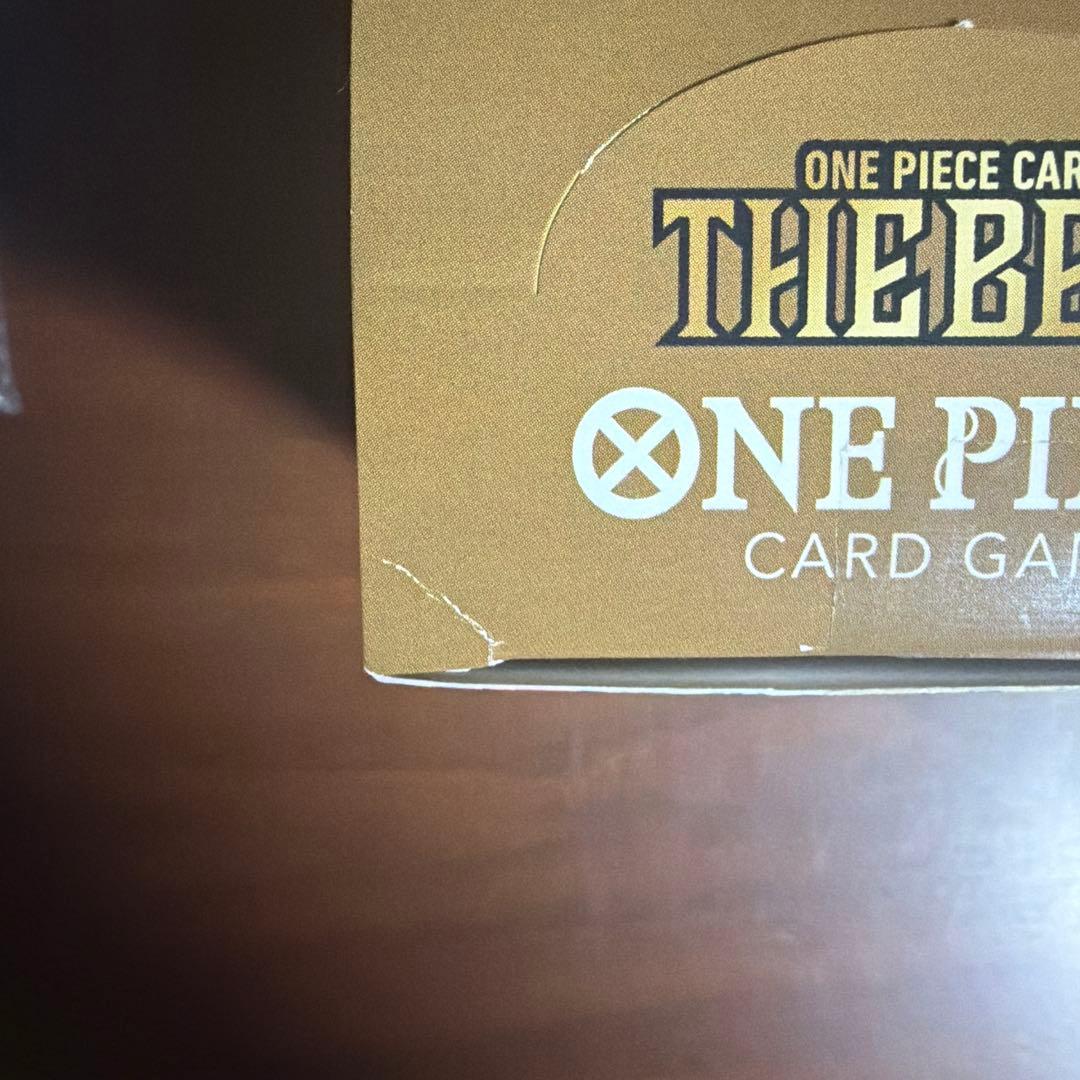 ONE PIECE CAR
THE BE
ONE PI
CARD GA